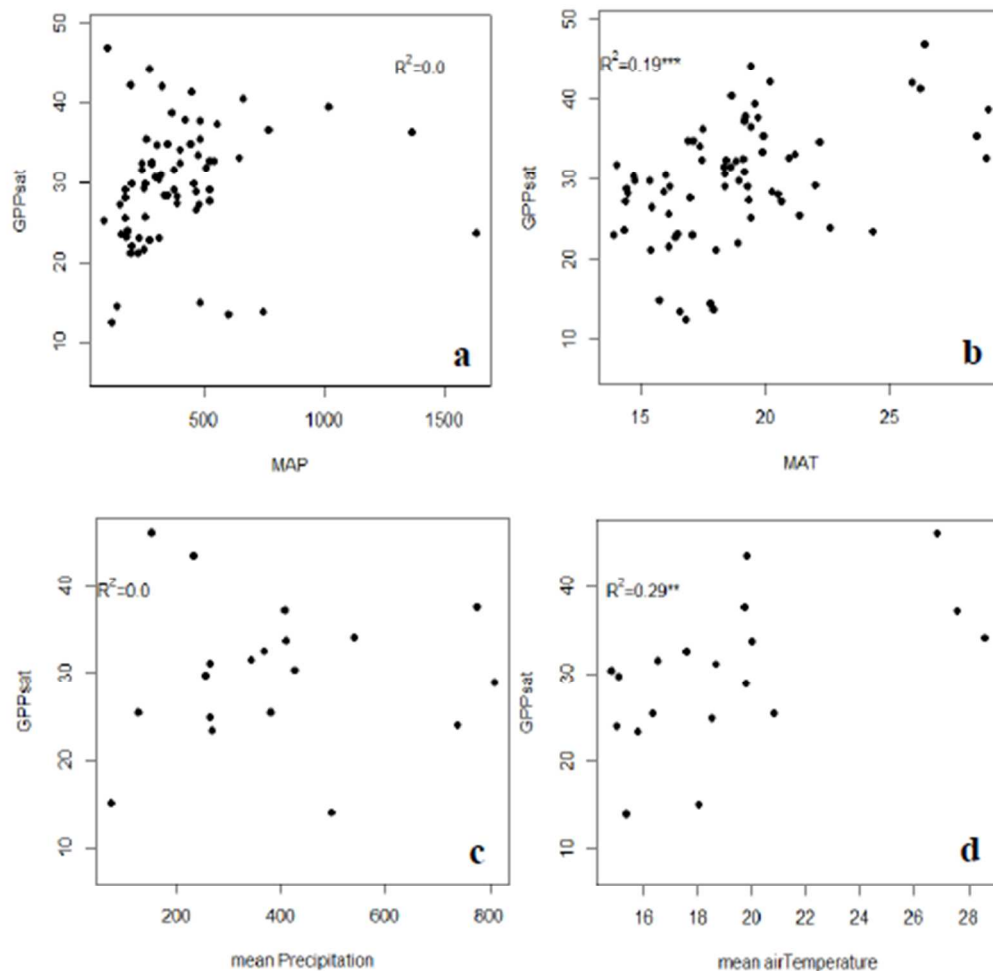 50
40
30
20
10
GPPsat
R²=0.0
a
500
1000
1500
MAP
50
40
30
20
10
GPPsat
R²=0.19***
b
15
20
25
MAT
40
30
20
10
GPPsat
R²=0.0
c
200
400
600
800
mean Precipitation
40
30
20
10
GPPsat
R²=0.29**
d
16
18
20
22
24
26
28
mean airTemperature